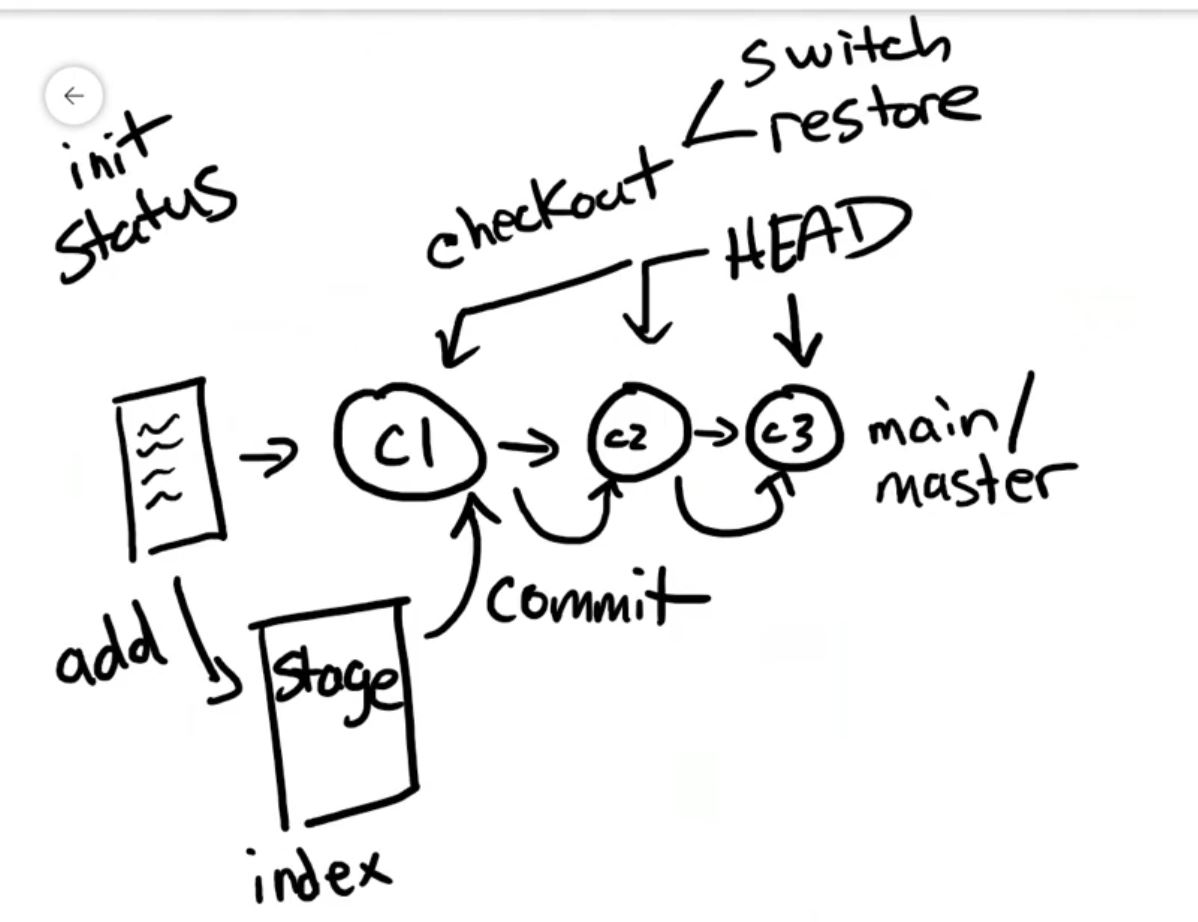 init
status
checkout
switch
restore
HEAD
c1
c2
c3
main/
master
add
stage
commit
index